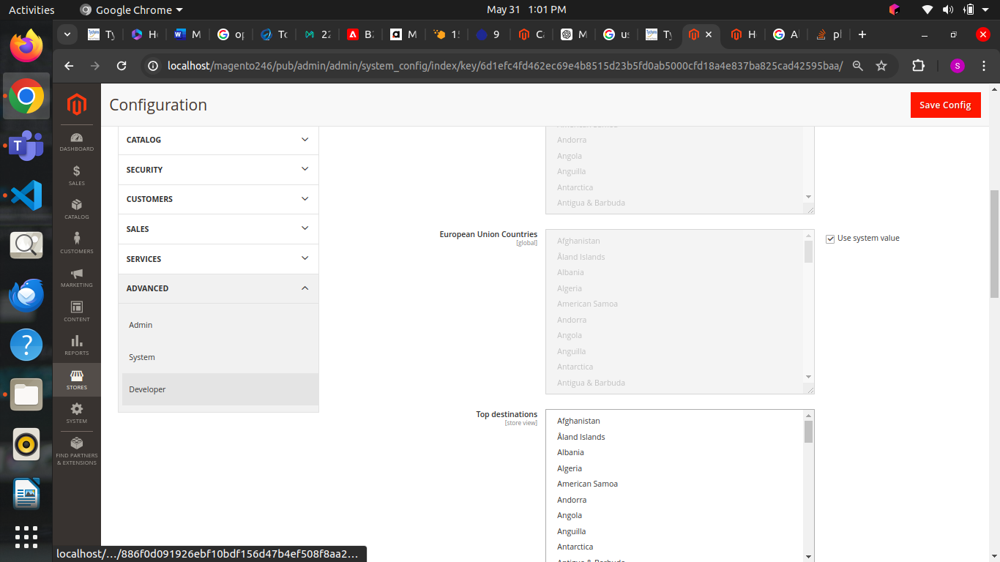 Activities
Google Chrome
May 31 1:01 PM
Ty
He
M
op
To
22
B2
M
15
9
Ca
M
us
Ty
H
A
pl
localhost/magento246/pub/admin/admin/system_config/index/key/6d1efc4fd462ec69e4b8515d23b5fd0ab5000cfd18a4e837ba825cad42595baa/
S
Configuration
Save Config
DASHBOARD
SALES
CATALOG
CUSTOMERS
MARKETING
CONTENT
REPORTS
STORES
SYSTEM
FIND PARTNERS
& EXTENSIONS
CATALOG
SECURITY
CUSTOMERS
SALES
SERVICES
ADVANCED
Admin
System
Developer
American Samoa
Andorra
Angola
Anguilla
Antarctica
Antigua & Barbuda
European Union Countries
[global]
Afghanistan
Åland Islands
Albania
Algeria
American Samoa
Andorra
Angola
Anguilla
Antarctica
Antigua & Barbuda
Use system value
Top destinations
[store view]
Afghanistan
Åland Islands
Albania
Algeria
American Samoa
Andorra
Angola
Anguilla
Antarctica
Antigua & Barbuda
localhost/…/886f0d091926ebf10bdf156d47b4ef508f8aa2…